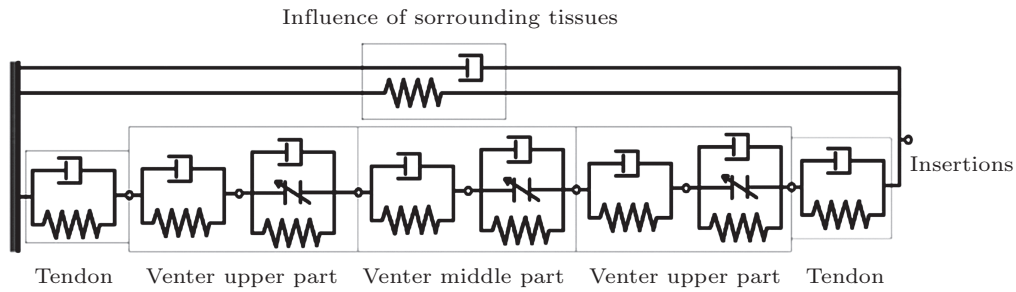 Influence of sorrounding tissues
Insertions
Tendon Venter upper part Venter middle part Venter upper part Tendon